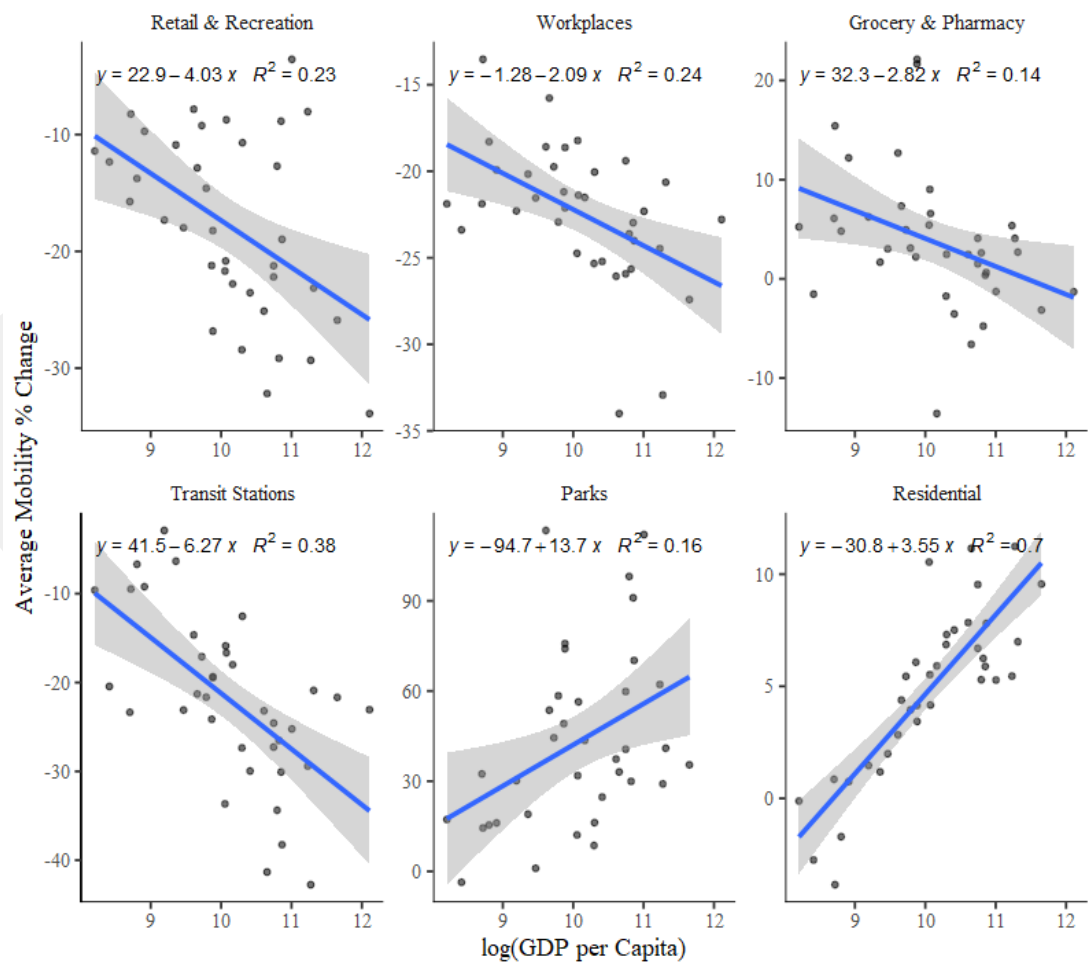 Retail & Recreation
Workplaces
Grocery & Pharmacy
y = 22.9 − 4.03 x R² = 0.23
y = −1.28 − 2.09 x R² = 0.24
y = 32.3 − 2.82 x R² = 0.14
-10
-20
-30
-15
-20
-25
-30
-35
20
10
0
-10
9 10 11 12
9 10 11 12
9 10 11 12
Average Mobility % Change
Transit Stations
Parks
Residential
y = 41.5 − 6.27 x R² = 0.38
y = −94.7 + 13.7 x R² = 0.16
y = −30.8 + 3.55 x R² = 0.7
-10
-20
-30
-40
90
60
30
0
10
5
0
9 10 11 12
9 10 11 12
9 10 11 12
log(GDP per Capita)